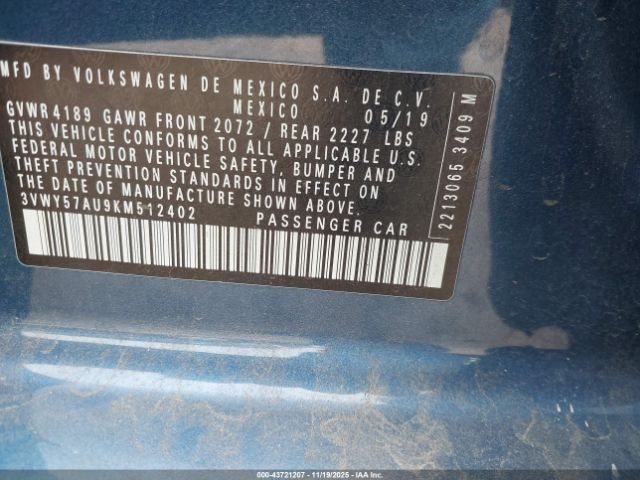 MFD BY VOLKSWAGEN DE MEXICO S.A. DE C.V.
MEXICO 05/19
GVWR 4189 GAWR FRONT 2072 / REAR 2227 LBS
THIS VEHICLE CONFORMS TO ALL APPLICABLE U.S.
FEDERAL MOTOR VEHICLE SAFETY, BUMPER AND
THEFT PREVENTION STANDARDS IN EFFECT ON
THE DATE OF MANUFACTURE SHOWN ABOVE.
3VWY57AU9KM512402 PASSENGER CAR
2213065 3409 M
000-43721207 - 11/19/2025 - IAAI.COM